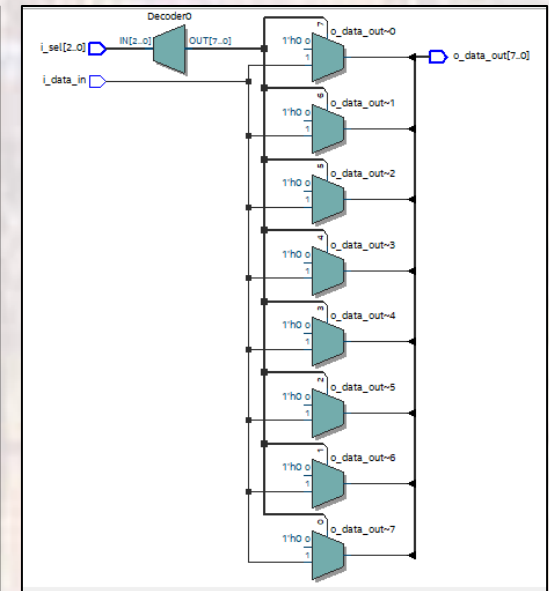 Decoder0
i_sel[2..0] IN[2..0] OUT[7..0]
i_data_in
7 o_data_out~0
1'h0 0
1
o_data_out[7..0]
6 o_data_out~1
1'h0 0
1
5 o_data_out~2
1'h0 0
1
4 o_data_out~3
1'h0 0
1
3 o_data_out~4
1'h0 0
1
2 o_data_out~5
1'h0 0
1
1 o_data_out~6
1'h0 0
1
0 o_data_out~7
1'h0 0
1